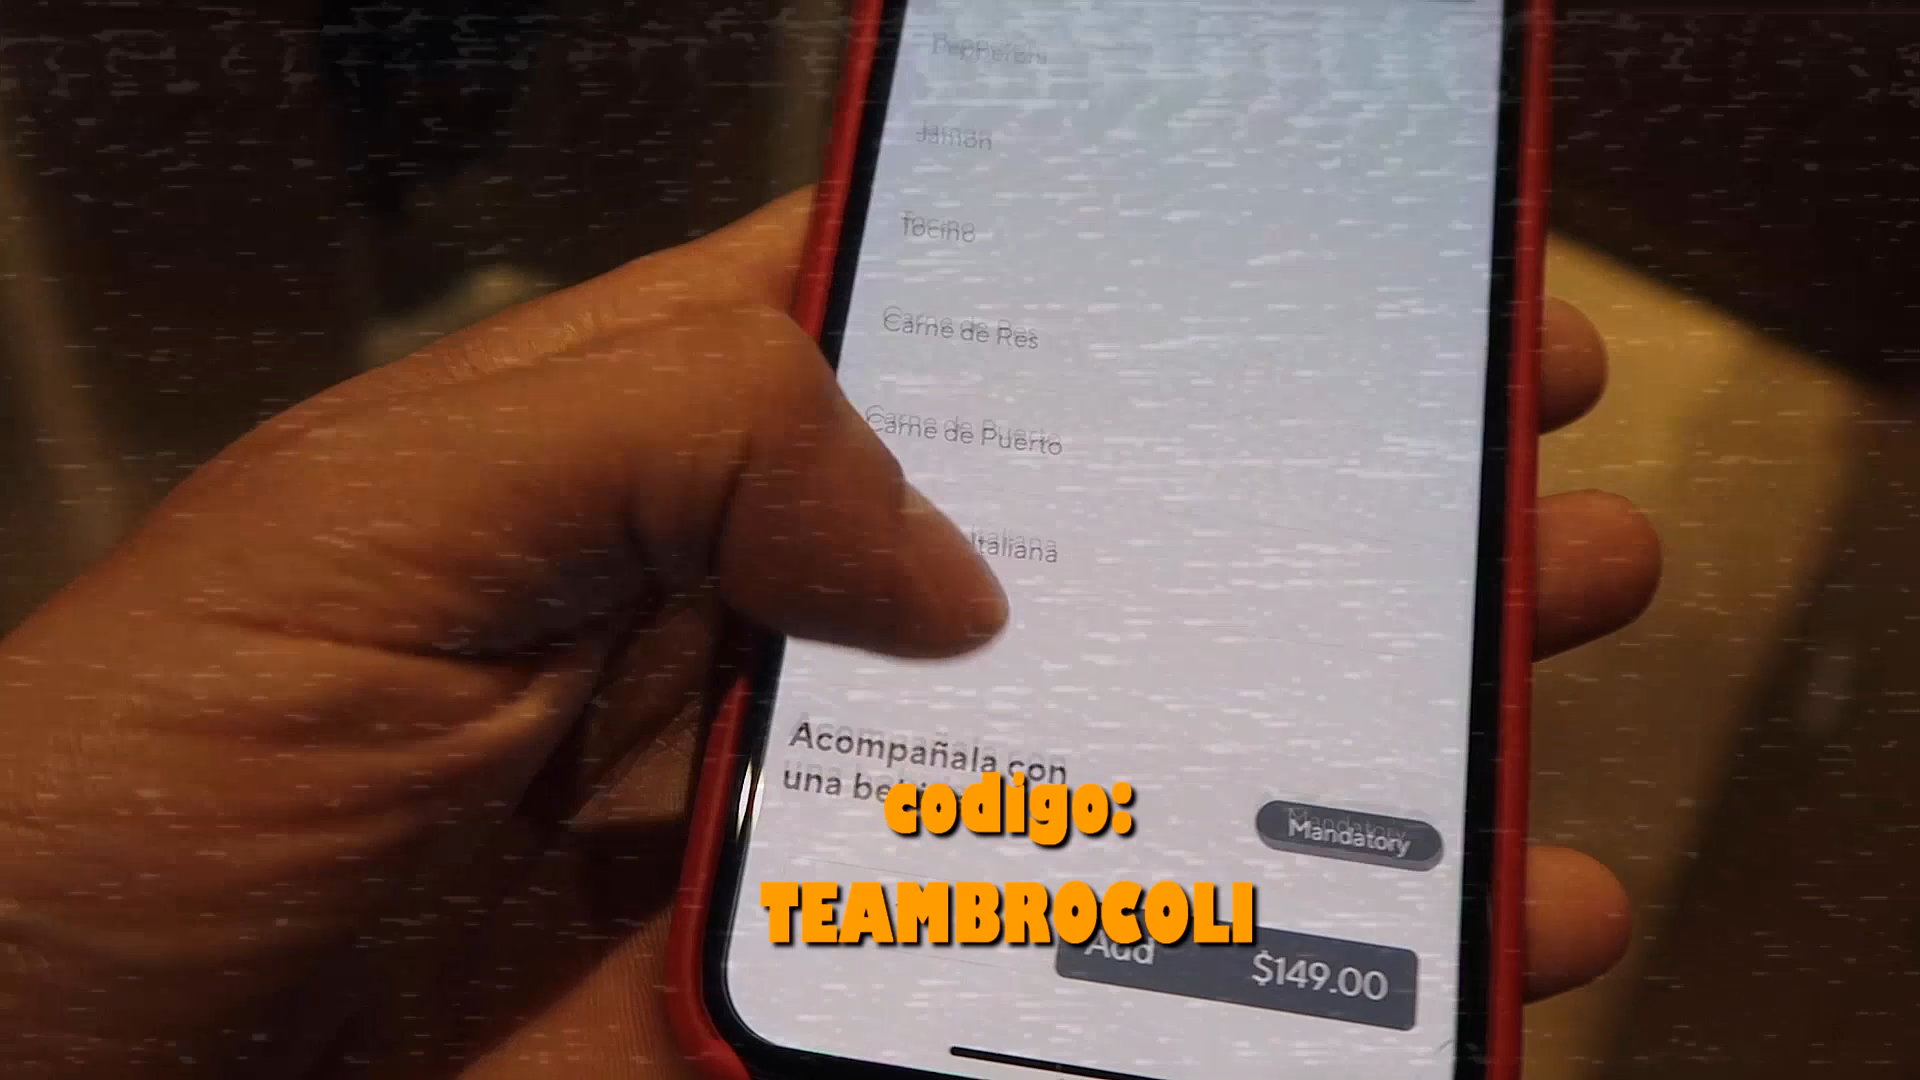 Pepperoni
Jamón
Tocino
Carne de Res
Carne de Puerto
Italiana
Acompañala con
una be
codigo:
TEAMBROCOLI
Mandatory
Add $149.00